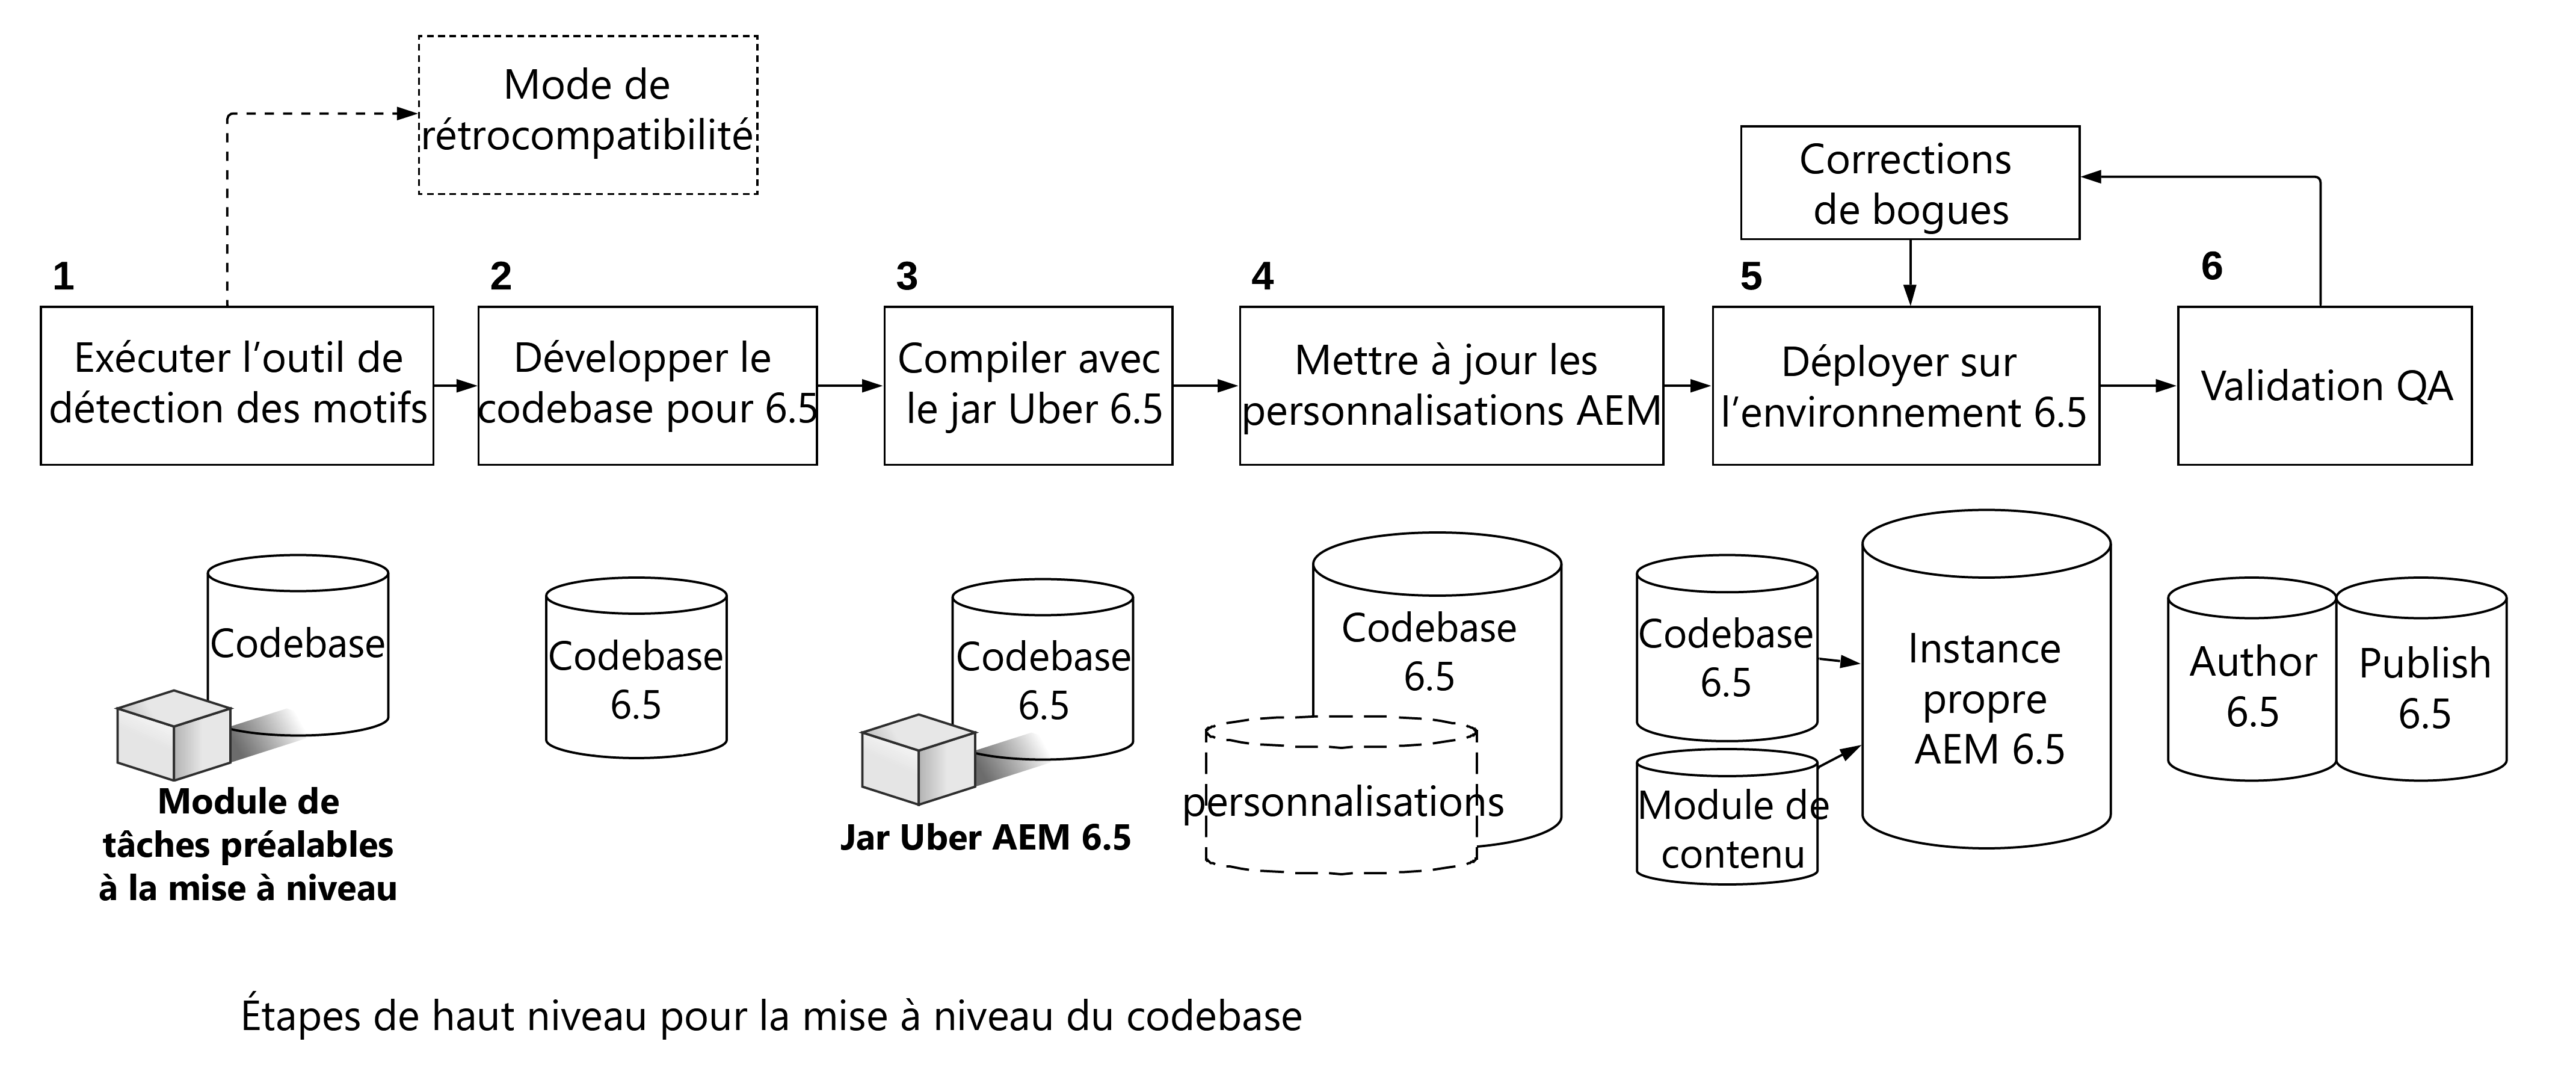 Mode de
rétrocompatibilité
Corrections
de bogues
1
Exécuter l’outil de
détection des motifs
2
Développer le
codebase pour 6.5
3
Compiler avec
le jar Uber 6.5
4
Mettre à jour les
personnalisations AEM
5
Déployer sur
l’environnement 6.5
6
Validation QA
Codebase
Module de
tâches préalables
à la mise à niveau
Codebase
6.5
Codebase
6.5
Jar Uber AEM 6.5
Codebase
6.5
personnalisations
Codebase
6.5
Module de
contenu
Instance
propre
AEM 6.5
Author
6.5
Publish
6.5
Étapes de haut niveau pour la mise à niveau du codebase